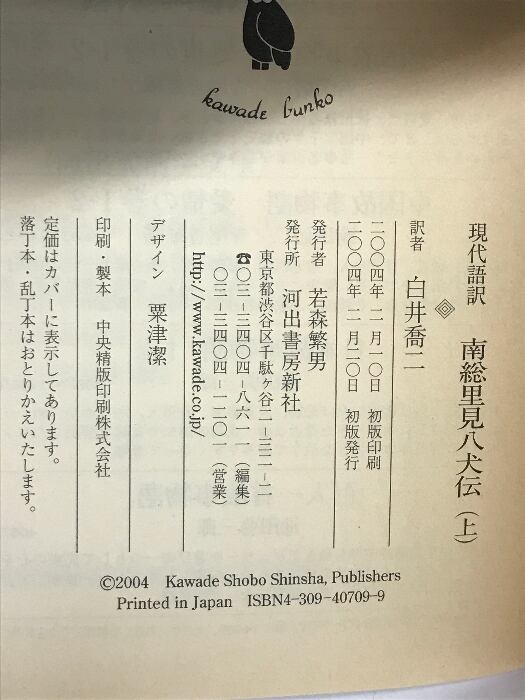 kawade bunko
現代語訳 南総里見八犬伝（上）
訳者 白井喬二
二〇〇四年 二月一〇日 初版印刷
二〇〇四年 二月二〇日 初版発行
発行者 若森繁男
発行所 河出書房新社
東京都渋谷区千駄ヶ谷二-三二-二
☎〇三-三四〇四-八六一一（編集）
〇三-三四〇四-一二〇一（営業）
http://www.kawade.co.jp/
デザイン 粟津潔
印刷・製本 中央精版印刷株式会社
定価はカバーに表示してあります。
落丁本・乱丁本はおとりかえいたします。
©2004 Kawade Shobo Shinsha, Publishers
Printed in Japan ISBN4-309-40709-9